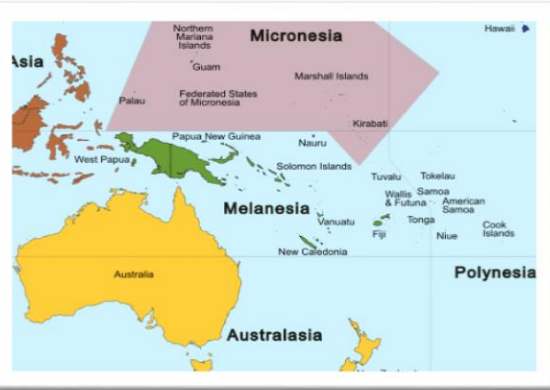 Northern
Mariana
Islands
Micronesia
Hawaii
Asia
Guam
Marshall Islands
Palau
Federated States
of Micronesia
Kirabati
Papua New Guinea
Nauru
West Papua
Solomon Islands
Tuvalu
Tokelau
Wallis
& Futuna
Samoa
American
Samoa
Melanesia
Vanuatu
Tonga
Fiji
Niue
Cook
Islands
New Caledonia
Australia
Polynesia
Australasia